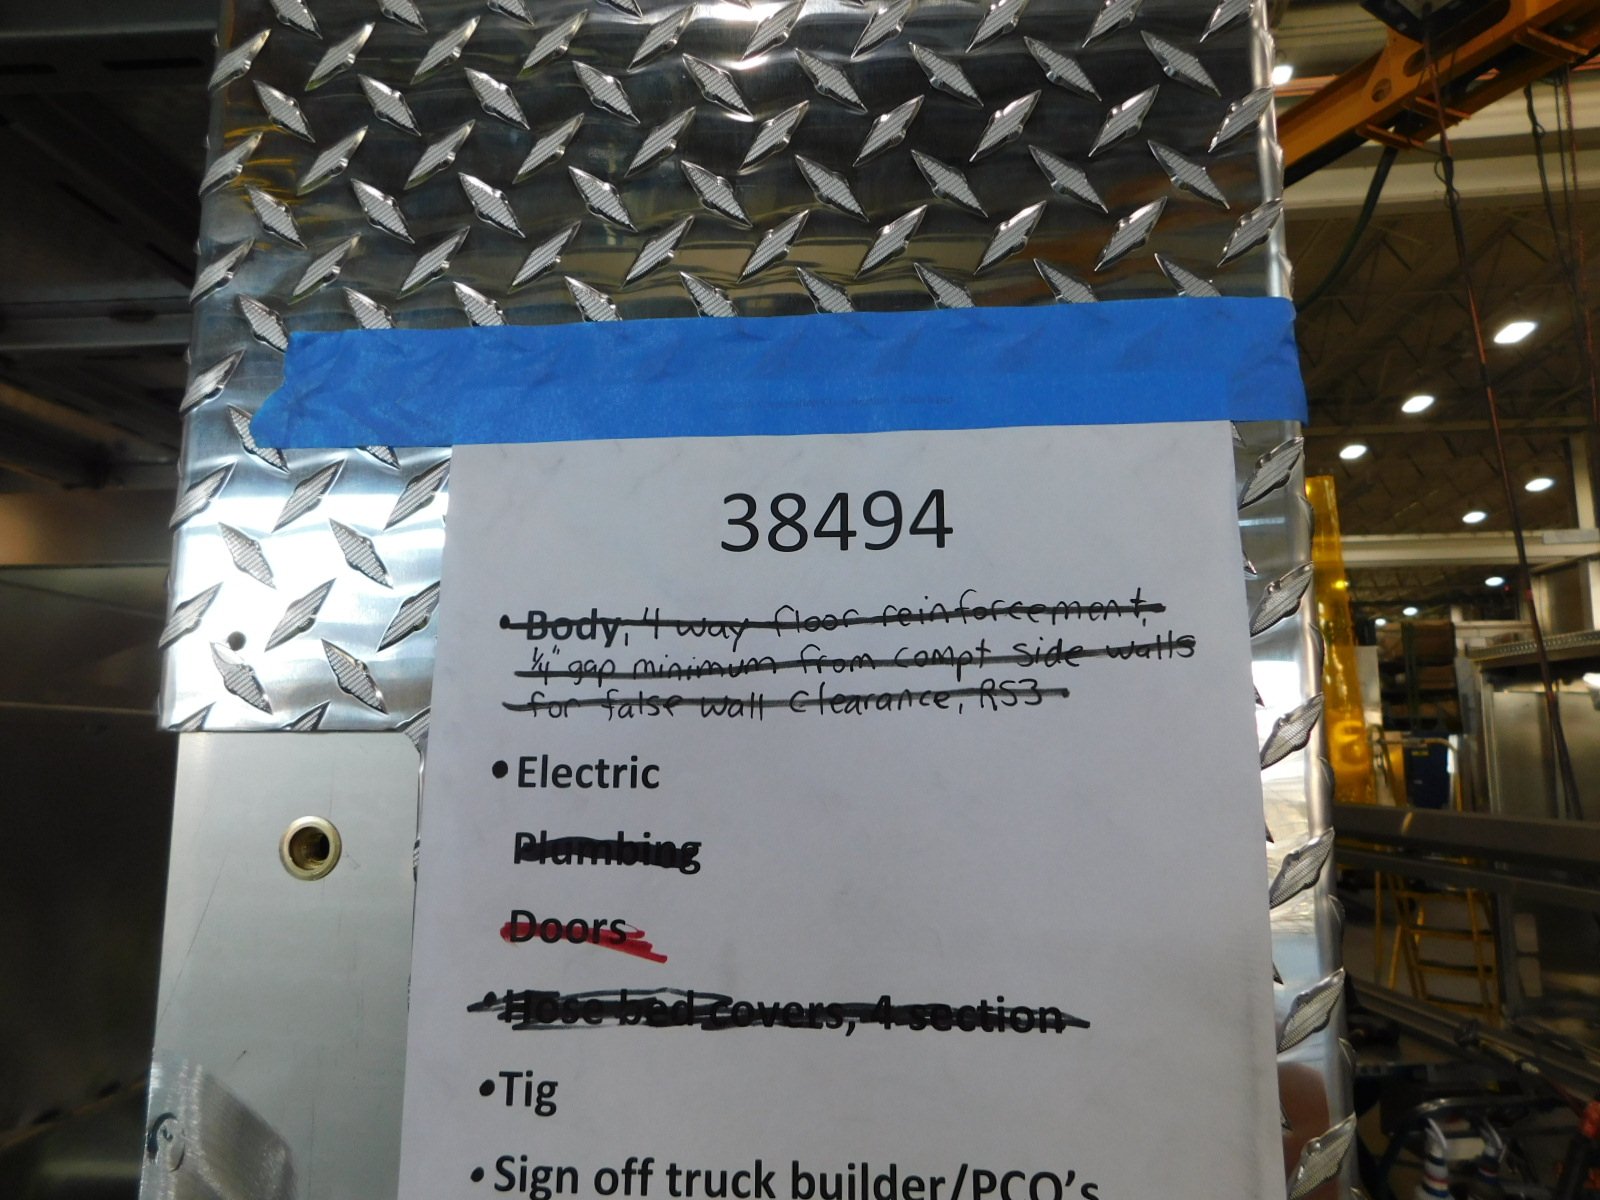 38494
• Body, 4 way floor reinforcement,
1/4" gap minimum from compt side walls
for false wall clearance, RS3
• Electric
Plumbing
Doors
• Hose bed covers, 4 section
• Tig
• Sign off truck builder/PCO's